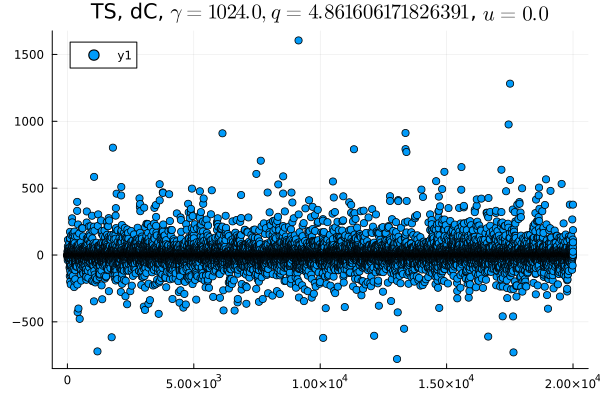 TS, dC, γ = 1024.0, q = 4.861606171826391, u = 0.0
y1
1500
1000
500
0
−500
0 5.00×10³ 1.00×10⁴ 1.50×10⁴ 2.00×10⁴